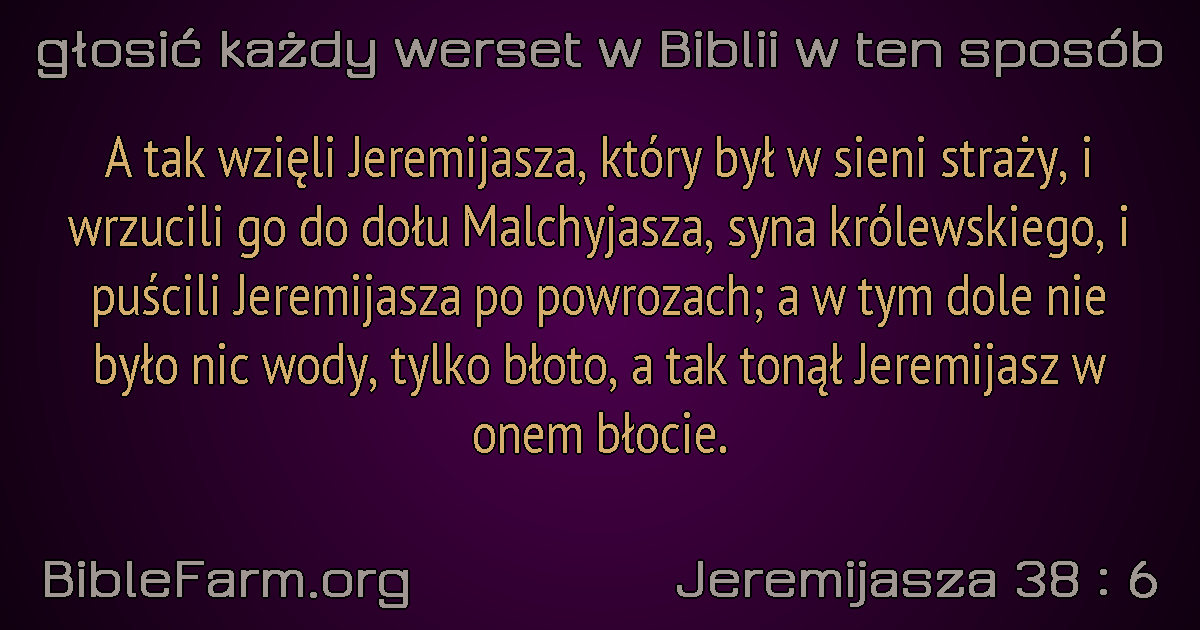 głosić każdy werset w Biblii w ten sposób
A tak wzięli Jeremijasza, który był w sieni straży, i
wrzucili go do dołu Malchyjasza, syna królewskiego, i
puścili Jeremijasza po powrozach; a w tym dole nie
było nic wody, tylko błoto, a tak tonął Jeremijasz w
onem błocie.
BibleFarm.org
Jeremijasza 38 : 6